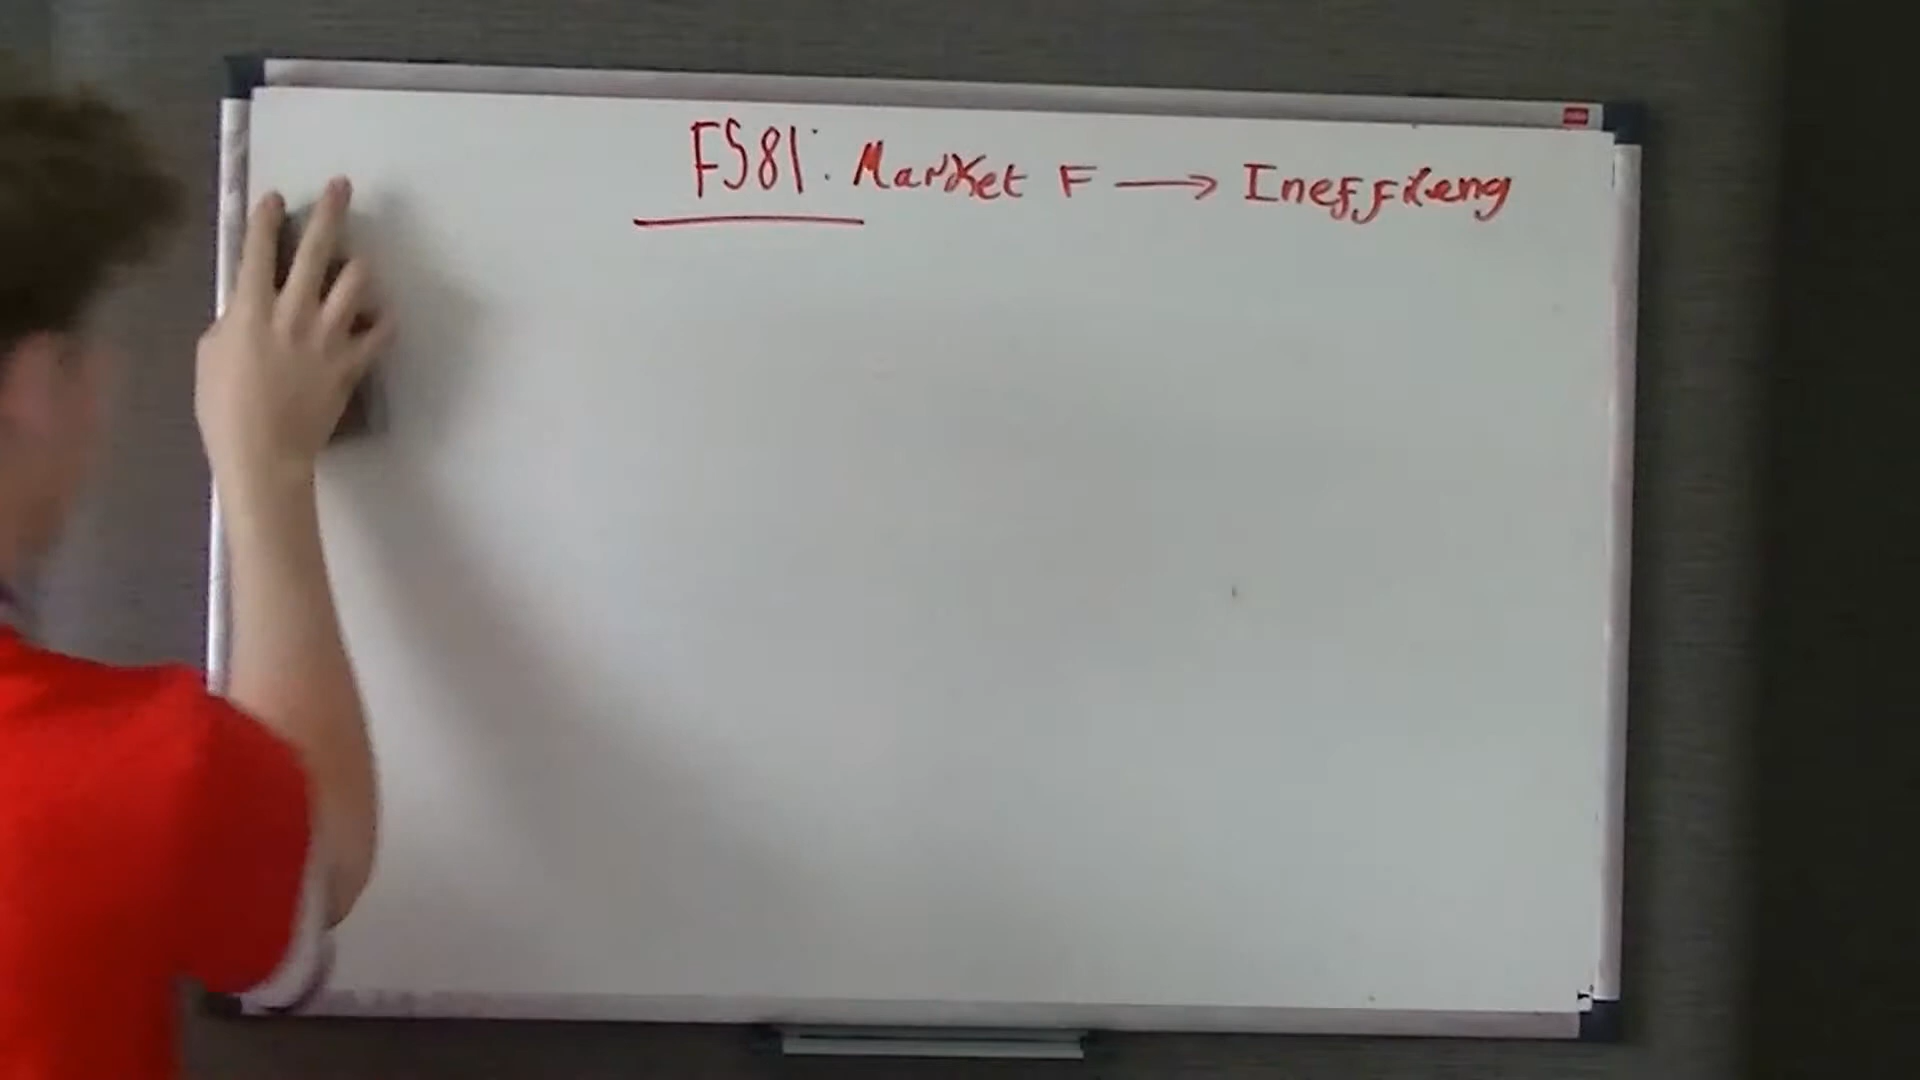 FS81: Market F → Inefficiency